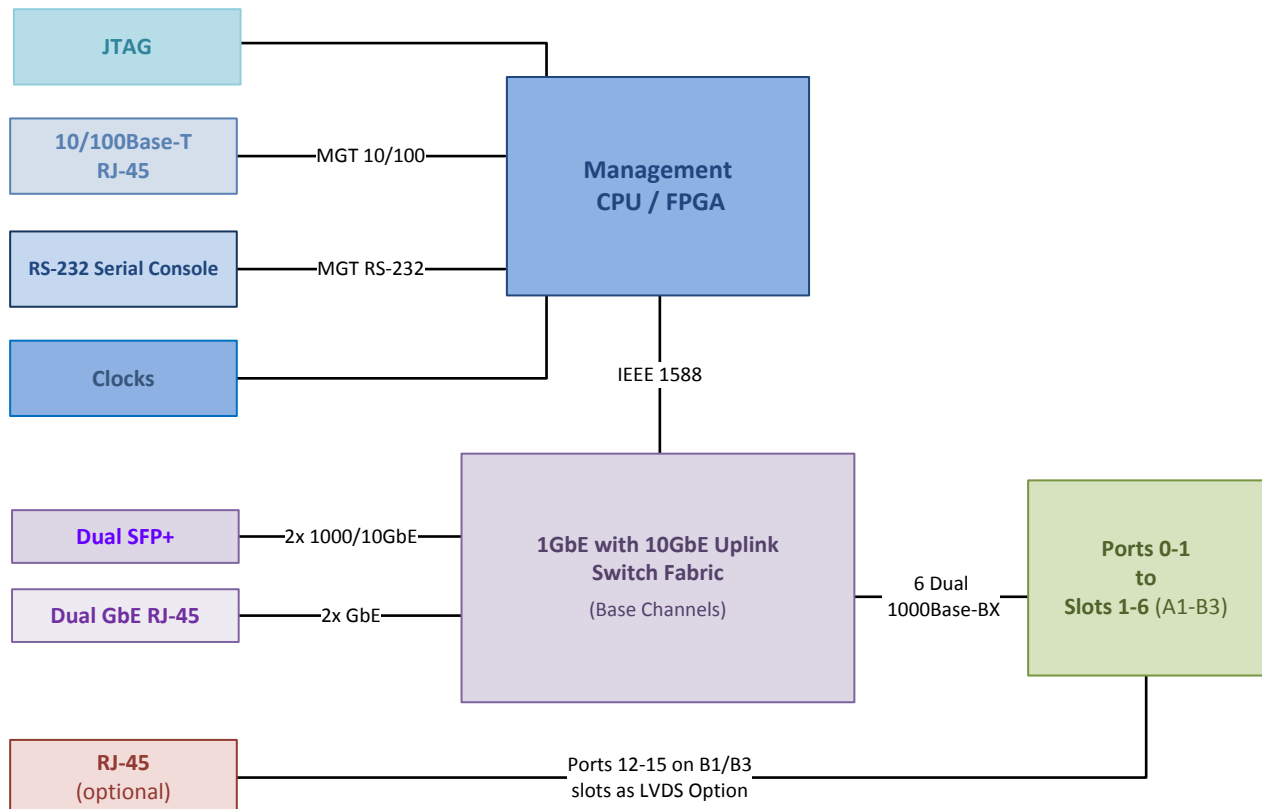 JTAG
10/100Base-T
RJ-45
MGT 10/100
Management
CPU / FPGA
RS-232 Serial Console
MGT RS-232
Clocks
IEEE 1588
Dual SFP+
2x 1000/10GbE
Dual GbE RJ-45
2x GbE
1GbE with 10GbE Uplink
Switch Fabric
(Base Channels)
6 Dual
1000Base-BX
Ports 0-1
to
Slots 1-6 (A1-B3)
RJ-45
(optional)
Ports 12-15 on B1/B3
slots as LVDS Option